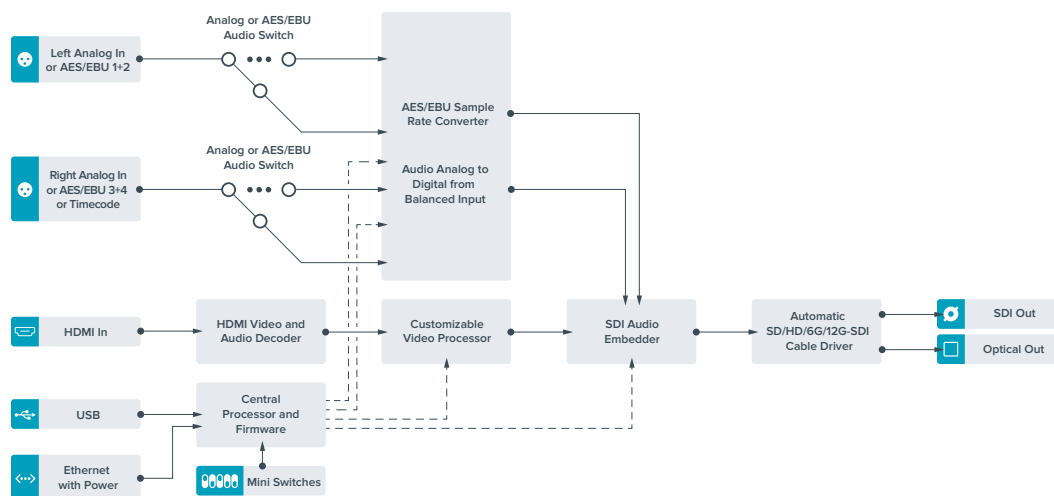 Analog or AES/EBU
Audio Switch
Left Analog In
or AES/EBU 1+2
AES/EBU Sample
Rate Converter
Analog or AES/EBU
Audio Switch
Right Analog In
or AES/EBU 3+4
or Timecode
Audio Analog to
Digital from
Balanced Input
HDMI In
HDMI Video and
Audio Decoder
Customizable
Video Processor
SDI Audio
Embedder
Automatic
SD/HD/6G/12G-SDI
Cable Driver
SDI Out
Optical Out
USB
Central
Processor and
Firmware
Ethernet
with Power
Mini Switches